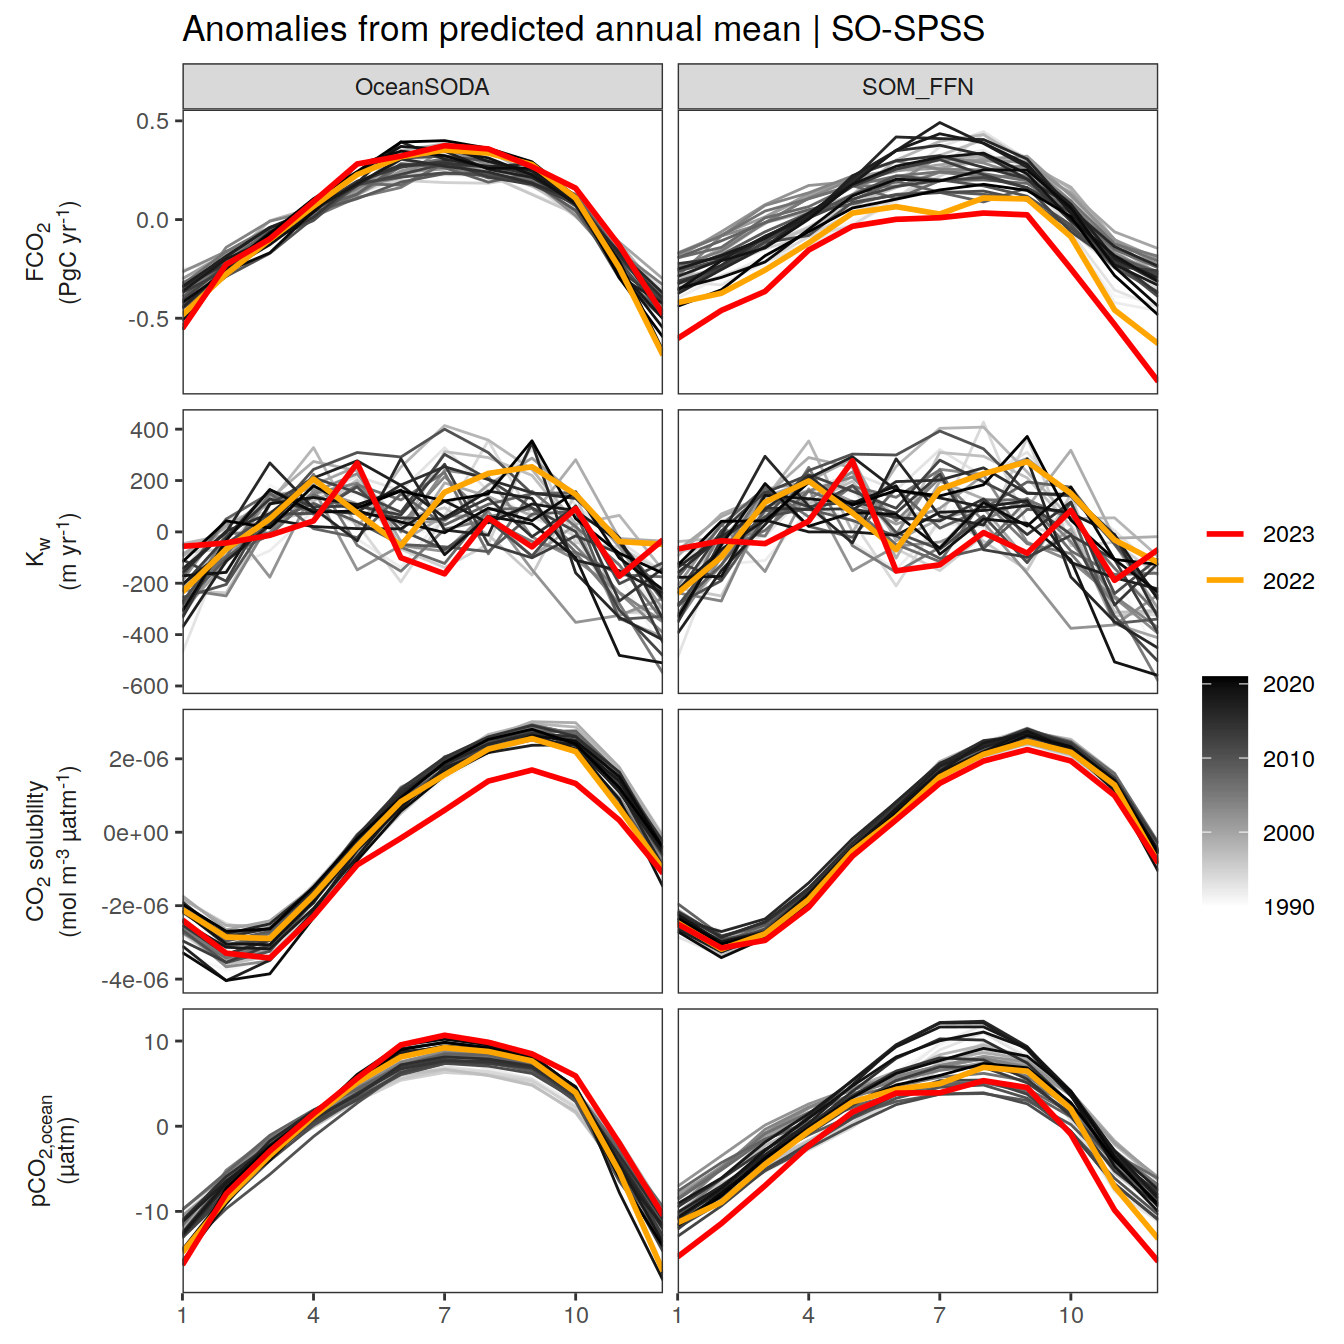 Anomalies from predicted annual mean | SO-SPSS
OceanSODA
SOM_FFN
FCO2
(PgC yr-1)
0.5
0.0
-0.5
Kw
(m yr-1)
400
200
0
-200
-400
-600
CO2 solubility
(mol m-3 µatm-1)
2e-06
0e+00
-2e-06
-4e-06
pCO2,ocean
(µatm)
10
0
-10
1 4 7 10
1 4 7 10
2023
2022
2020
2010
2000
1990